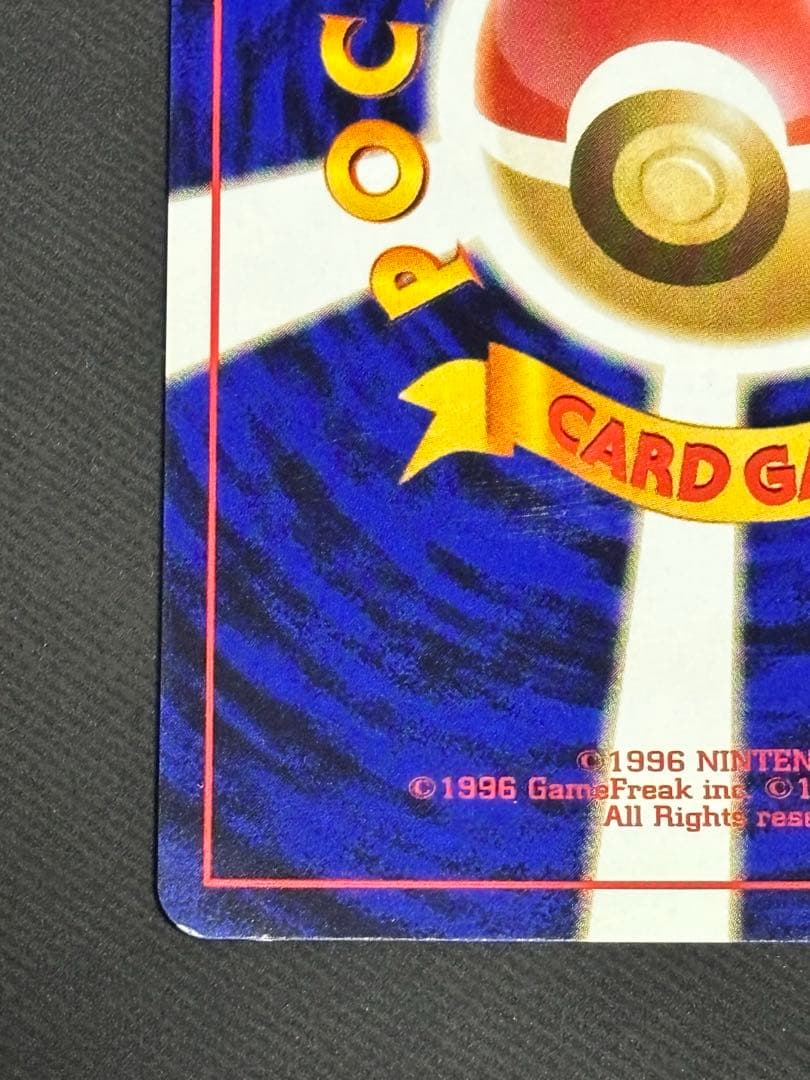 POC
CARD GA
©1996 NINTEN
©1996 GameFreak inc. ©1
All Rights rese